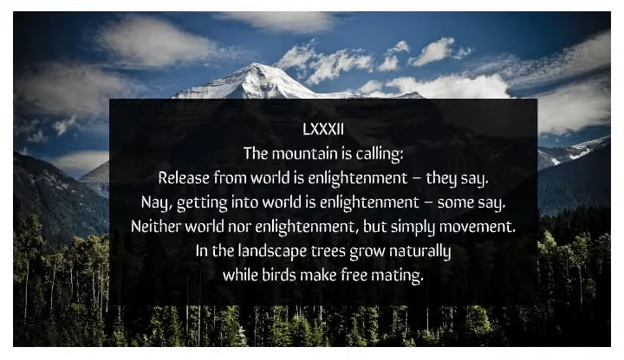 LXXXII
The mountain is calling:
Release from world is enlightenment – they say.
Nay, getting into world is enlightenment – some say.
Neither world nor enlightenment, but simply movement.
In the landscape trees grow naturally
while birds make free mating.